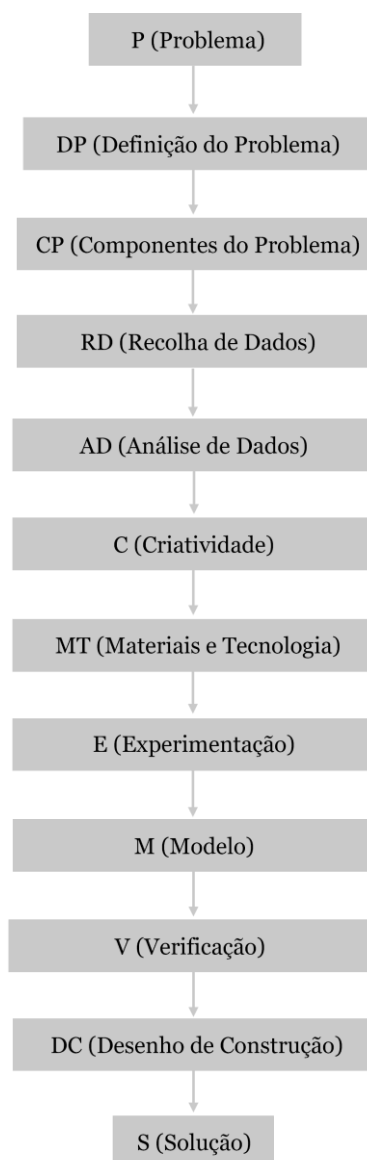 P (Problema)
DP (Definição do Problema)
CP (Componentes do Problema)
RD (Recolha de Dados)
AD (Análise de Dados)
C (Criatividade)
MT (Materiais e Tecnologia)
E (Experimentação)
M (Modelo)
V (Verificação)
DC (Desenho de Construção)
S (Solução)